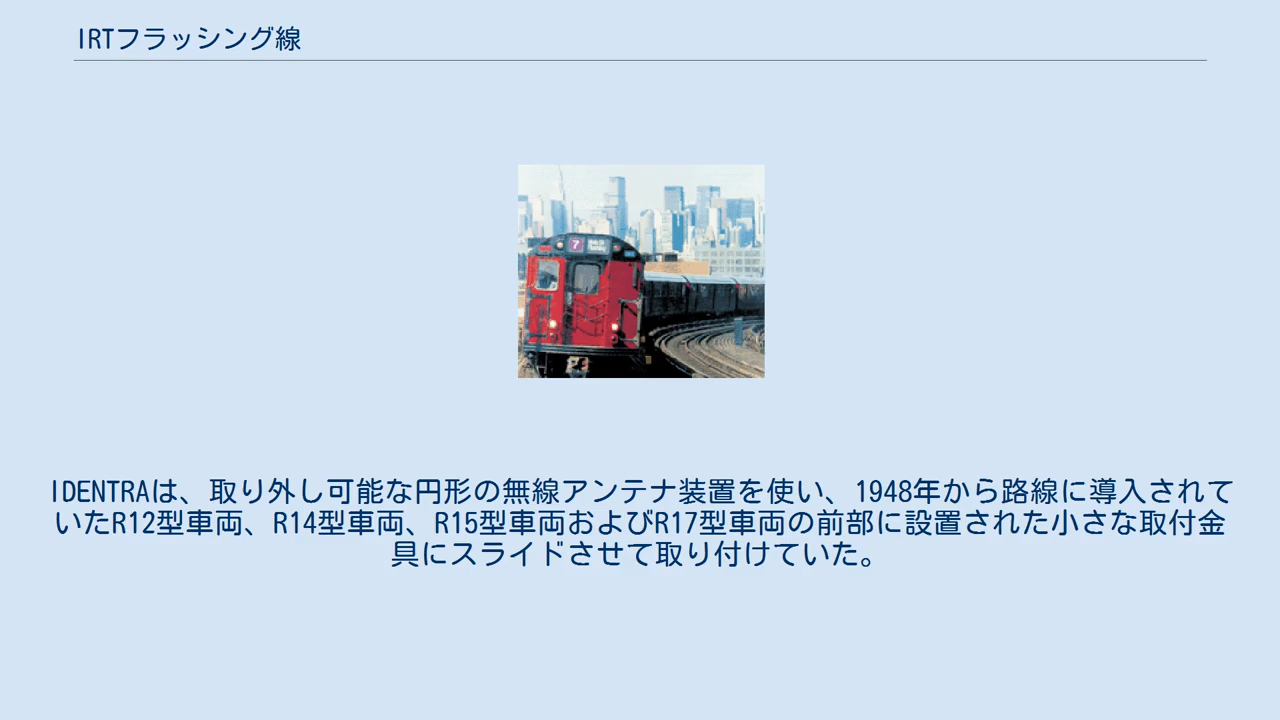 IRTフラッシング線
7
IDENTRAは、取り外し可能な円形の無線アンテナ装置を使い、1948年から路線に導入されて
いたR12型車両、R14型車両、R15型車両およびR17型車両の前部に設置された小さな取付金
具にスライドさせて取り付けていた。